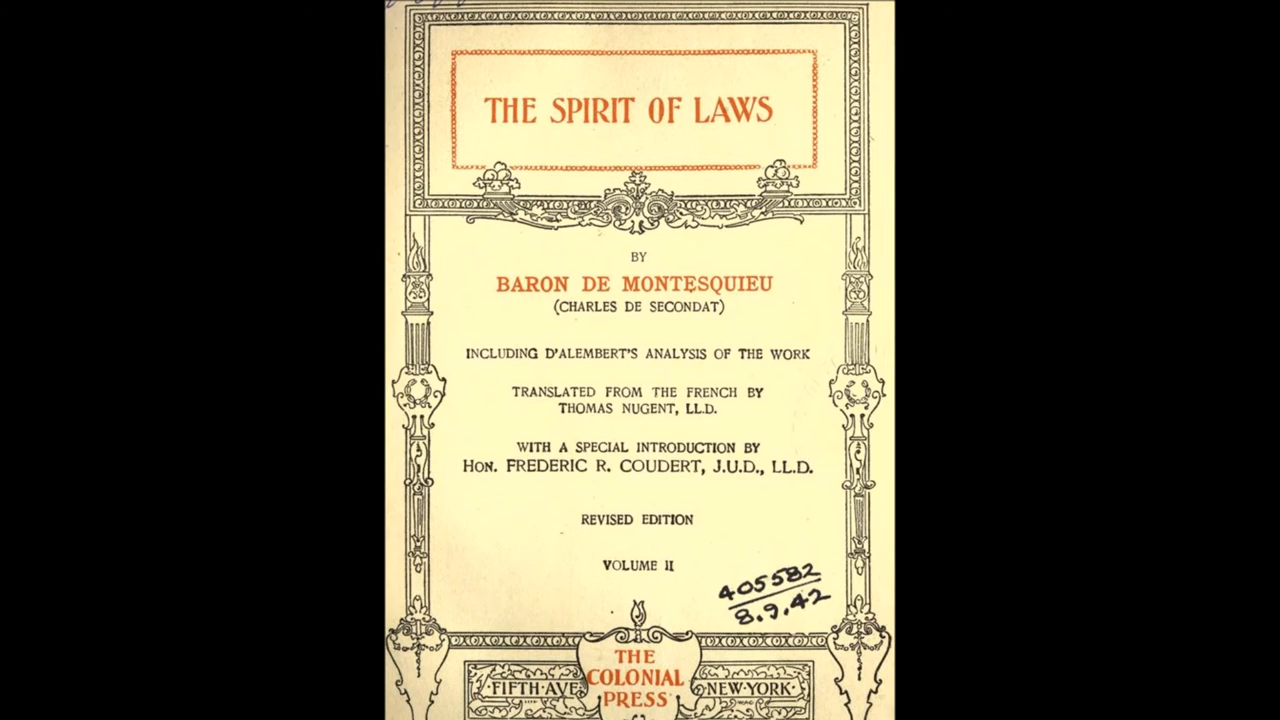 THE SPIRIT OF LAWS
BY
BARON DE MONTESQUIEU
(CHARLES DE SECONDAT)
INCLUDING D'ALEMBERT'S ANALYSIS OF THE WORK
TRANSLATED FROM THE FRENCH BY
THOMAS NUGENT, LL.D.
WITH A SPECIAL INTRODUCTION BY
HON. FREDERIC R. COUDERT, J.U.D., LL.D.
REVISED EDITION
VOLUME II
405582
8.9.42
THE
COLONIAL
PRESS
·FIFTH·AVE·
·NEW·YORK·